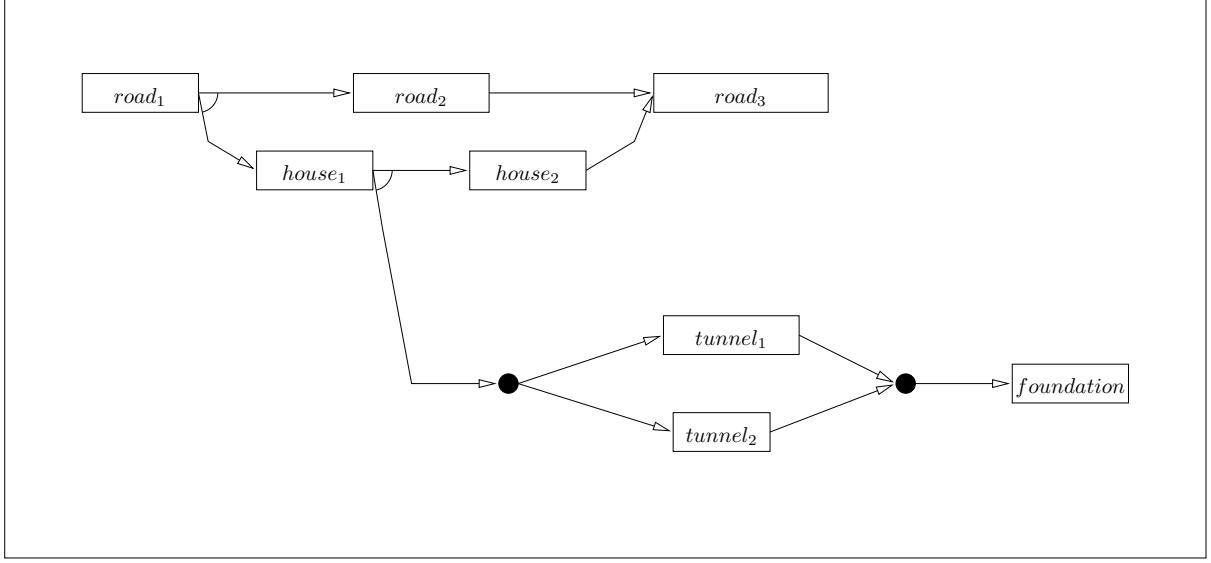 road₁
road₂
road₃
house₁
house₂
tunnel₁
foundation
tunnel₂